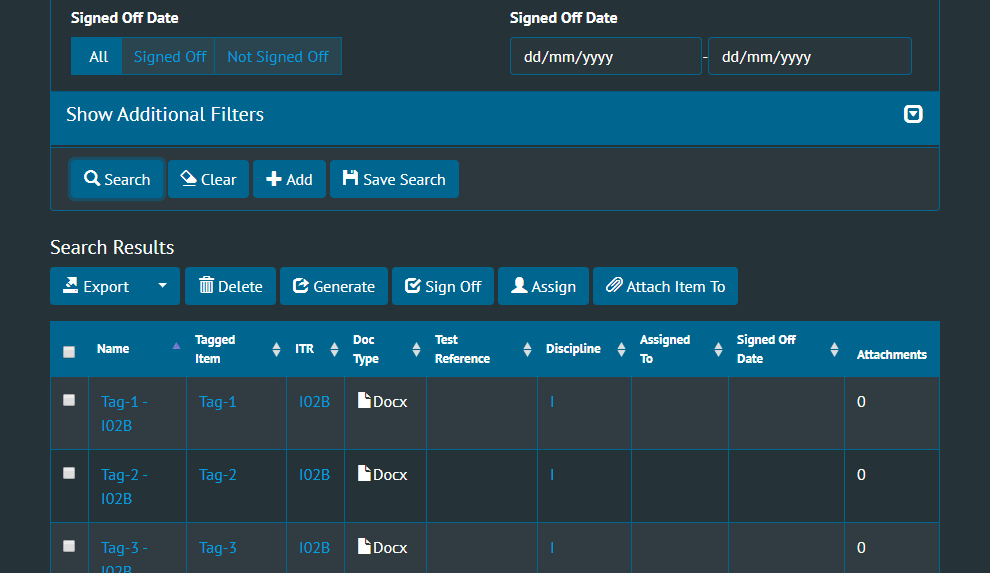 Signed Off Date Signed Off Date
All Signed Off Not Signed Off dd/mm/yyyy - dd/mm/yyyy
Show Additional Filters
Search Clear Add Save Search
Search Results
Export Delete Generate Sign Off Assign Attach Item To
Name Tagged Item ITR Doc Type Test Reference Discipline Assigned To Signed Off Date Attachments
Tag-1 - Tag-1 I02B Docx I 0
I02B
Tag-2 - Tag-2 I02B Docx I 0
I02B
Tag-3 - Tag-3 I02B Docx I 0
I02B